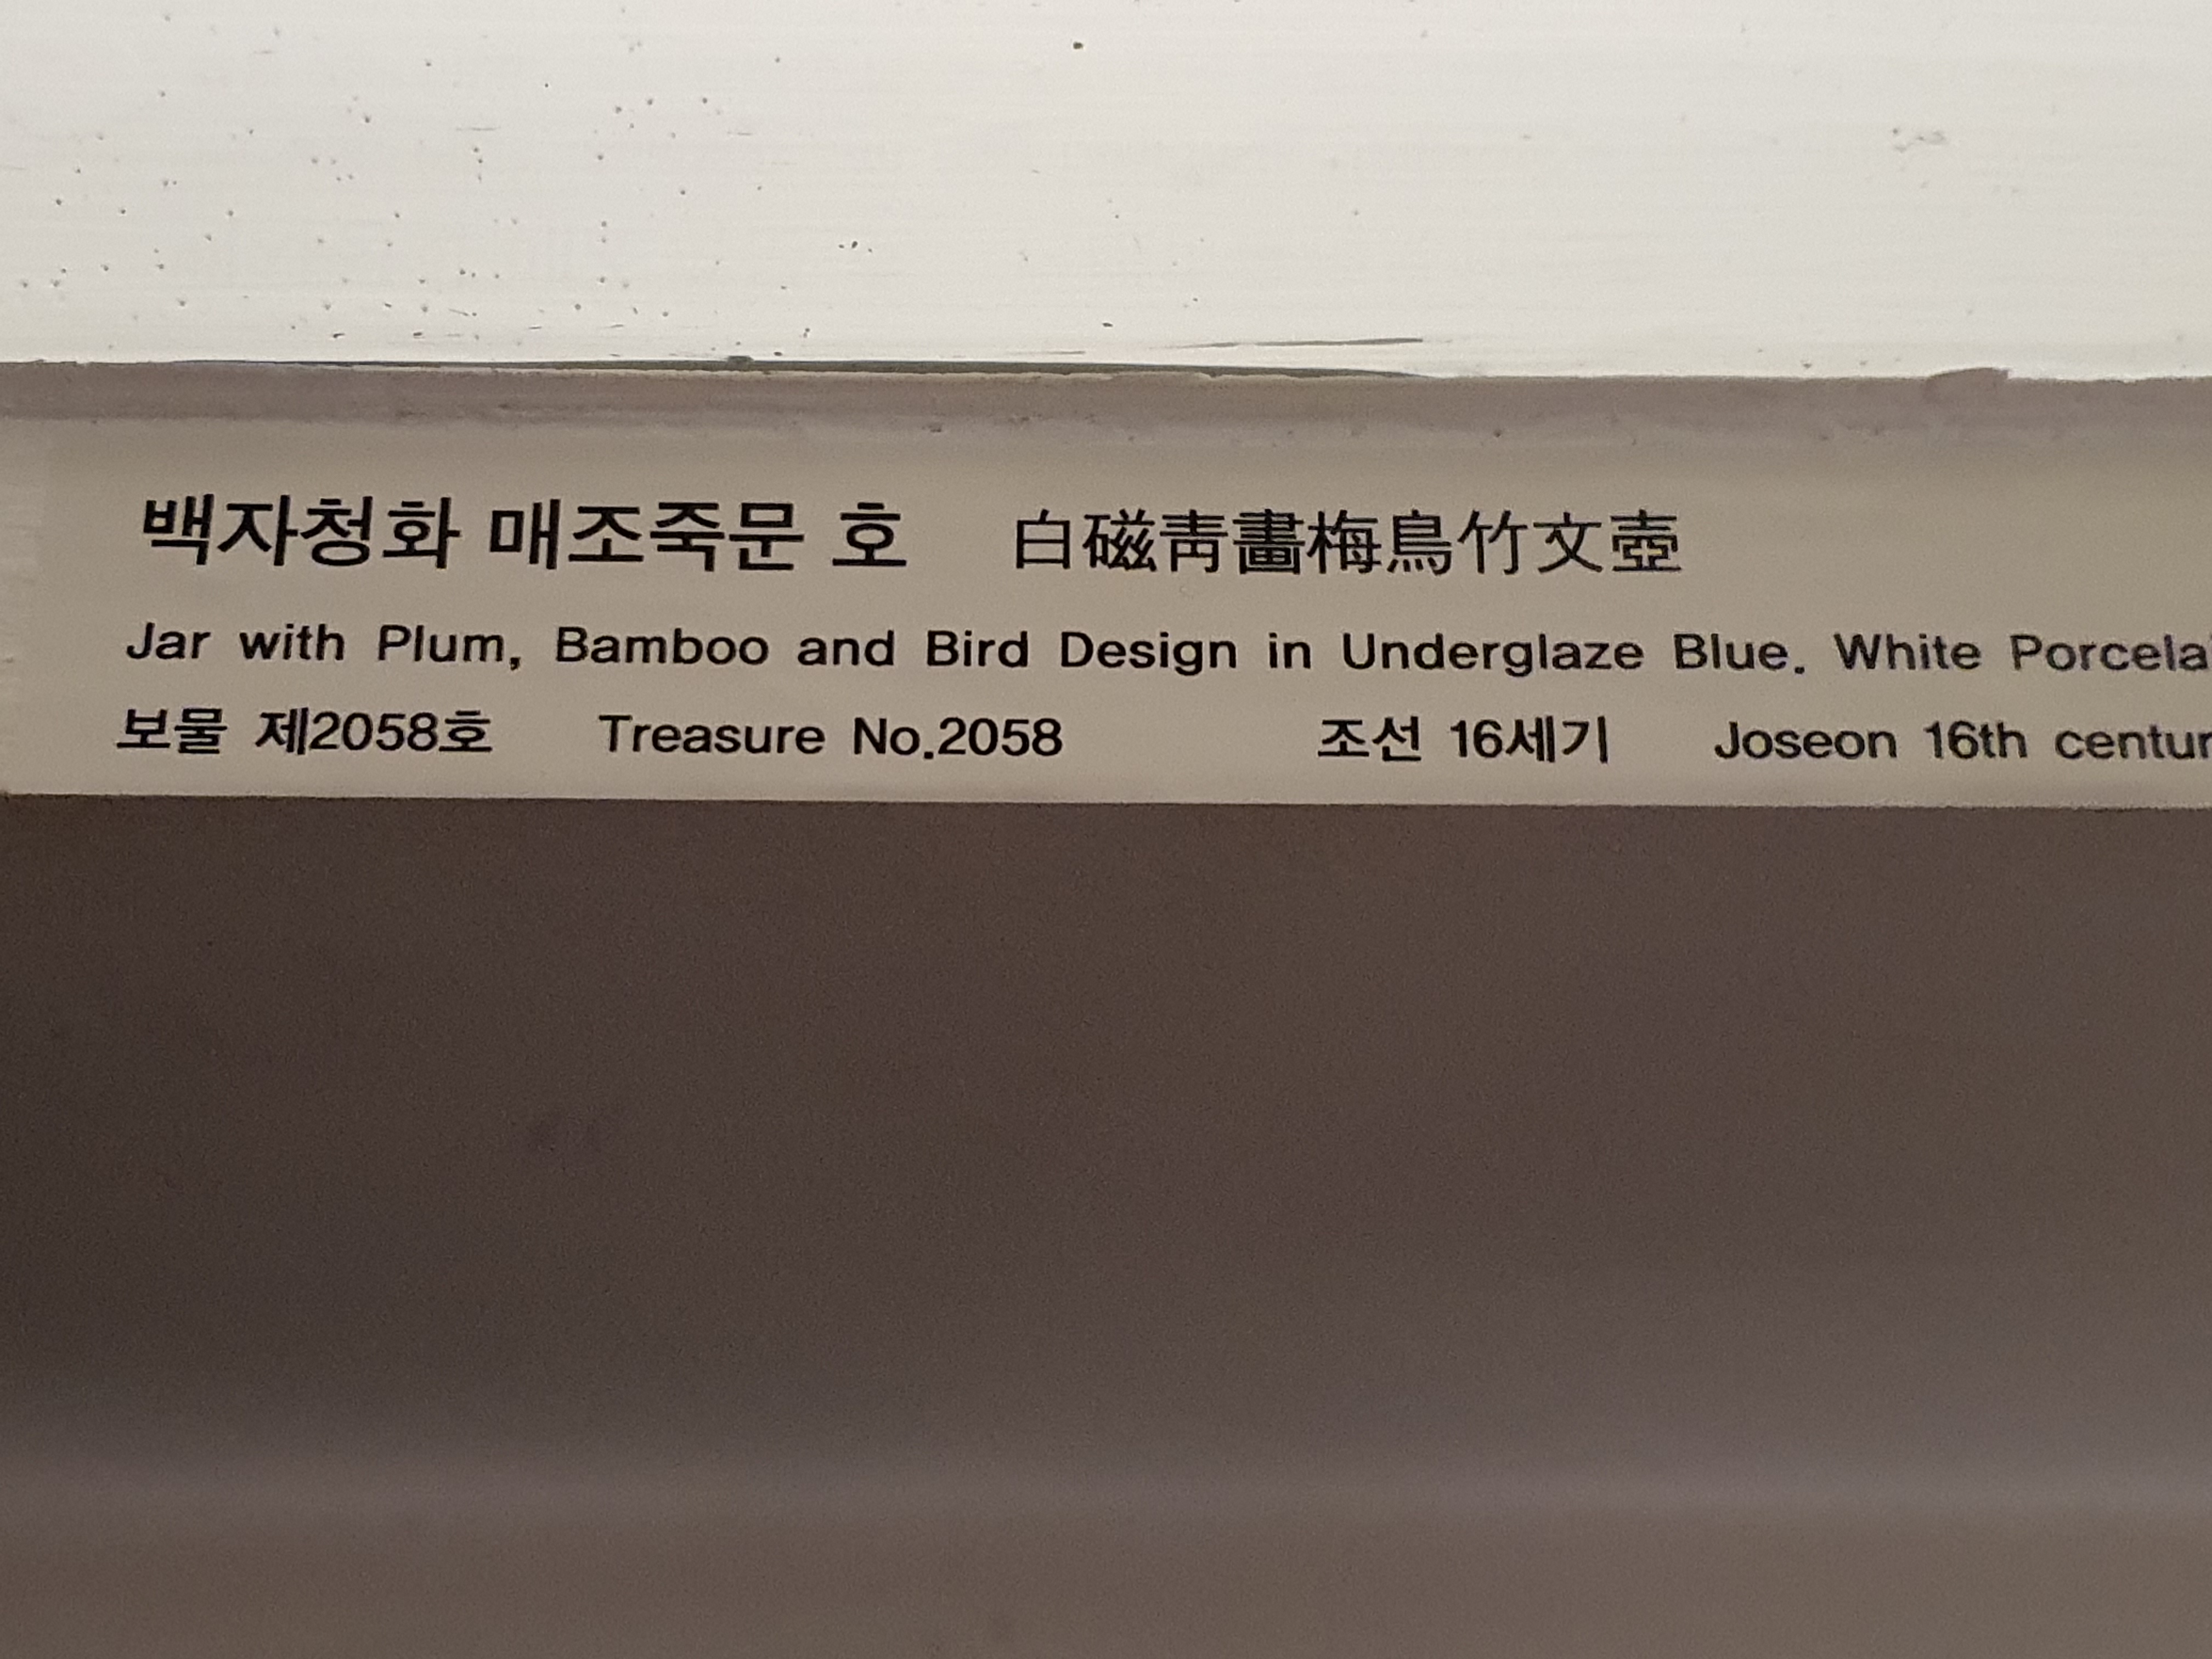 백자청화 매조죽문 호 白磁靑畵梅鳥竹文壺
Jar with Plum, Bamboo and Bird Design in Underglaze Blue. White
보물 제2058호 Treasure No.2058 조선 16세기 Joseon 16th